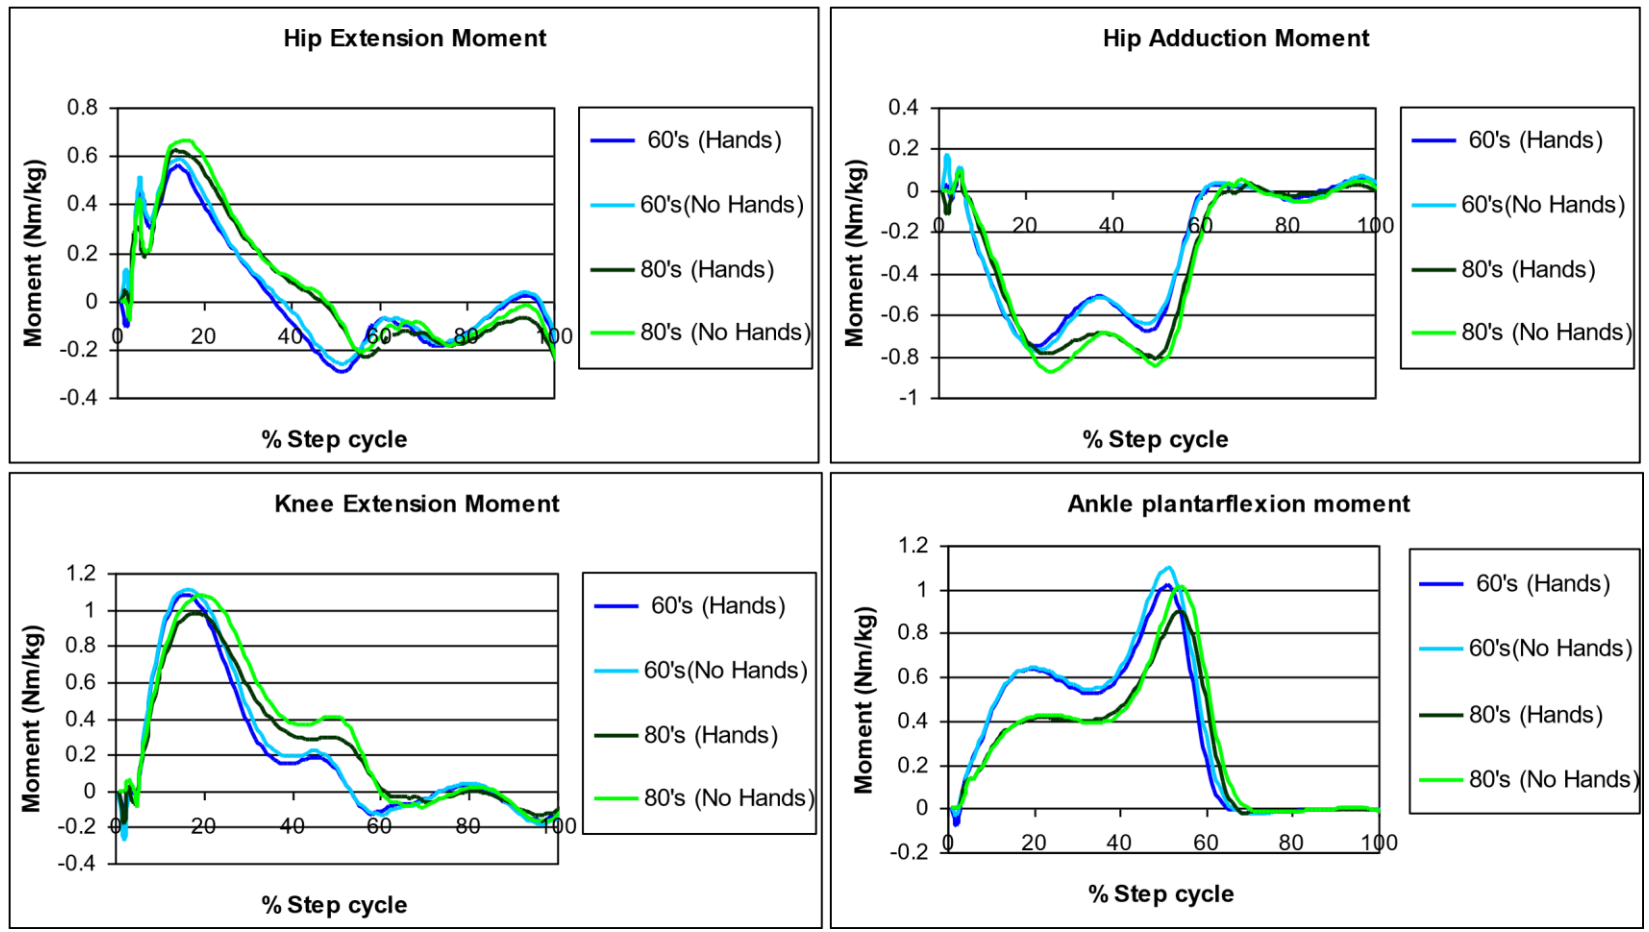 Hip Extension Moment
Moment (Nm/kg)
0.8
0.6
0.4
0.2
0
-0.2
-0.4
0 20 40 60 80 100
% Step cycle
60's (Hands)
60's(No Hands)
80's (Hands)
80's (No Hands)
Hip Adduction Moment
Moment (Nm/kg)
0.4
0.2
0
-0.2
-0.4
-0.6
-0.8
-1
0 20 40 60 80 100
% Step cycle
60's (Hands)
60's(No Hands)
80's (Hands)
80's (No Hands)
Knee Extension Moment
Moment (Nm/kg)
1.2
1
0.8
0.6
0.4
0.2
0
-0.2
-0.4
0 20 40 60 80 100
% Step cycle
60's (Hands)
60's(No Hands)
80's (Hands)
80's (No Hands)
Ankle plantarflexion moment
Moment (Nm/kg)
1.2
1
0.8
0.6
0.4
0.2
0
-0.2
0 20 40 60 80 100
% Step cycle
60's (Hands)
60's(No Hands)
80's (Hands)
80's (No Hands)